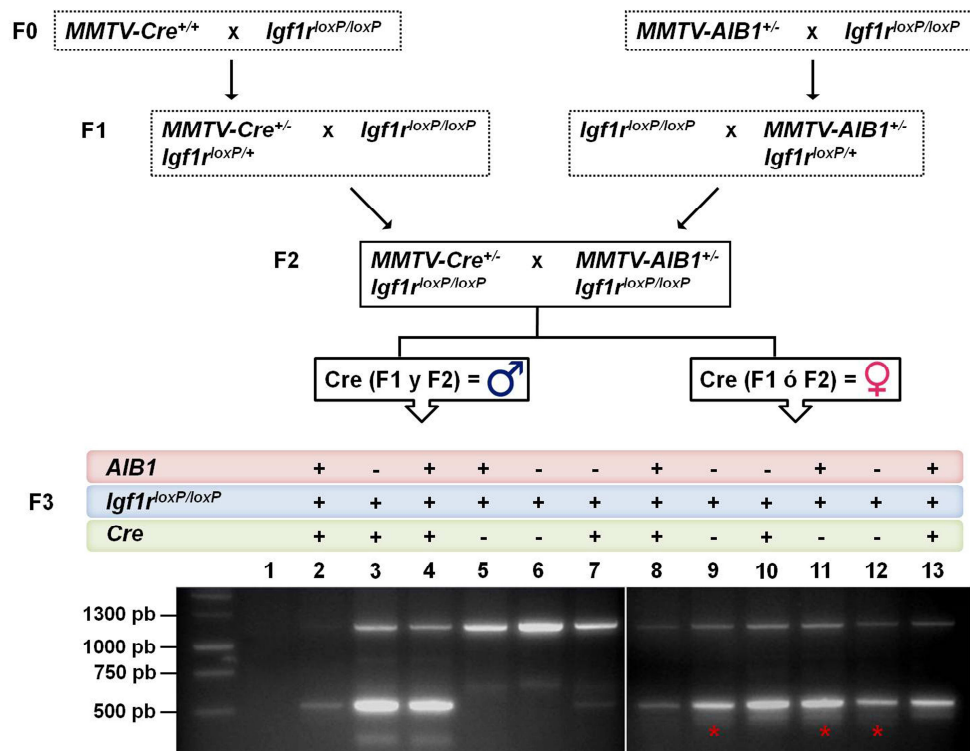 F0 MMTV-Cre+/+ x Igf1rloxP/loxP MMTV-AIB1+/- x Igf1rloxP/loxP
F1 MMTV-Cre+/- x Igf1rloxP/loxP Igf1rloxP/loxP x MMTV-AIB1+/-
Igf1rloxP/+ Igf1rloxP/+
F2 MMTV-Cre+/- x MMTV-AIB1+/-
Igf1rloxP/loxP Igf1rloxP/loxP
Cre (F1 y F2) = ♂ Cre (F1 ó F2) = ♀
AIB1 + - + + - - + - - + - +
F3 Igf1rloxP/loxP + + + + + + + + + + + +
Cre + + + - - + + - + - - +
1 2 3 4 5 6 7 8 9 10 11 12 13
1300 pb
1000 pb
750 pb
500 pb
* * *